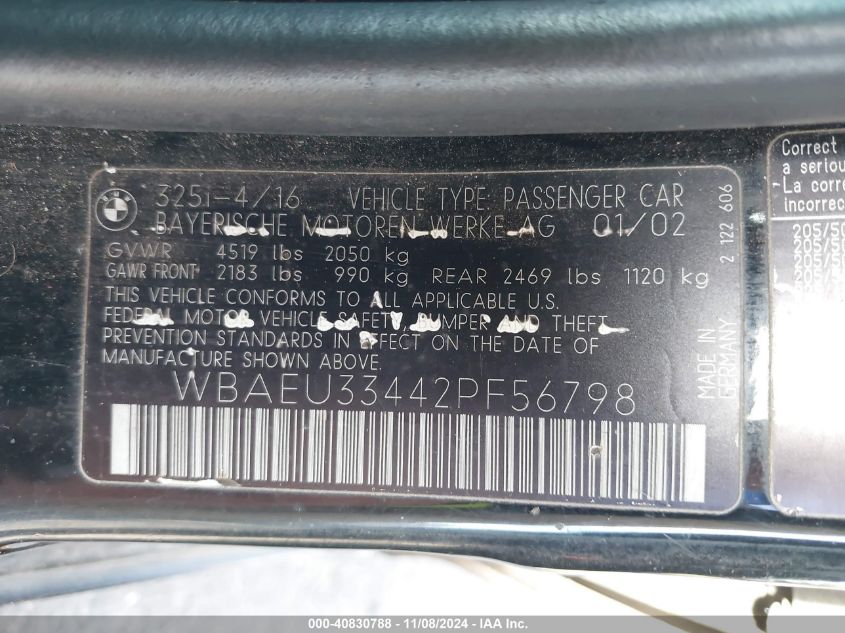 BMW
325i-4/16 VEHICLE TYPE: PASSENGER CAR
BAYERISCHE MOTOREN WERKE AG 01/02
GVWR 4519 lbs 2050 kg
GAWR FRONT 2183 lbs 990 kg REAR 2469 lbs 1120 kg
THIS VEHICLE CONFORMS TO ALL APPLICABLE U.S.
FEDERAL MOTOR VEHICLE SAFETY, BUMPER AND THEFT
PREVENTION STANDARDS IN EFFECT ON THE DATE OF
MANUFACTURE SHOWN ABOVE.
WBAEU33442PF56798
2 122 606
MADE IN
GERMANY
Correct
a seriou
La corre
incorrec
205/50
000-40830788 - 11/08/2024 - IAA Inc.